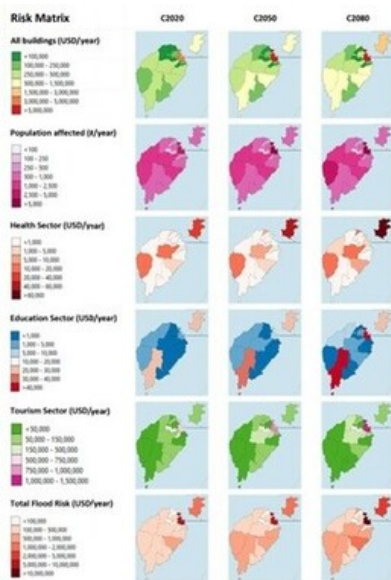 Risk Matrix C2020 C2050 C2080
All buildings (USD/year)
<100,000
100,000 - 250,000
250,000 - 500,000
500,000 - 1,500,000
1,500,000 - 3,000,000
3,000,000 - 5,000,000
>5,000,000
Population affected (#/year)
<100
100 - 250
250 - 500
500 - 1,000
1,000 - 2,500
2,500 - 5,000
>5,000
Health Sector (USD/year)
<1,000
1,000 - 5,000
5,000 - 10,000
10,000 - 20,000
20,000 - 40,000
40,000 - 60,000
>60,000
Education Sector (USD/year)
<1,000
1,000 - 5,000
5,000 - 10,000
10,000 - 20,000
20,000 - 30,000
30,000 - 40,000
>40,000
Tourism Sector (USD/year)
<50,000
50,000 - 150,000
150,000 - 500,000
500,000 - 750,000
750,000 - 1,000,000
1,000,000 - 1,500,000
Total Flood Risk (USD/year)
<100,000
100,000 - 500,000
500,000 - 1,000,000
1,000,000 - 2,000,000
2,000,000 - 5,000,000
5,000,000 - 10,000,000
>10,000,000